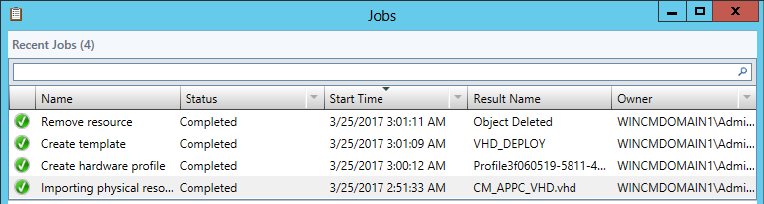 Jobs
Recent Jobs (4)
Name Status Start Time Result Name Owner
Remove resource Completed 3/25/2017 3:01:11 AM Object Deleted WINCMDOMAIN1\Admi...
Create template Completed 3/25/2017 3:01:09 AM VHD_DEPLOY WINCMDOMAIN1\Admi...
Create hardware profile Completed 3/25/2017 3:00:12 AM Profile3f060519-5811-4... WINCMDOMAIN1\Admi...
Importing physical reso... Completed 3/25/2017 2:51:33 AM CM_APPC_VHD.vhd WINCMDOMAIN1\Admi...